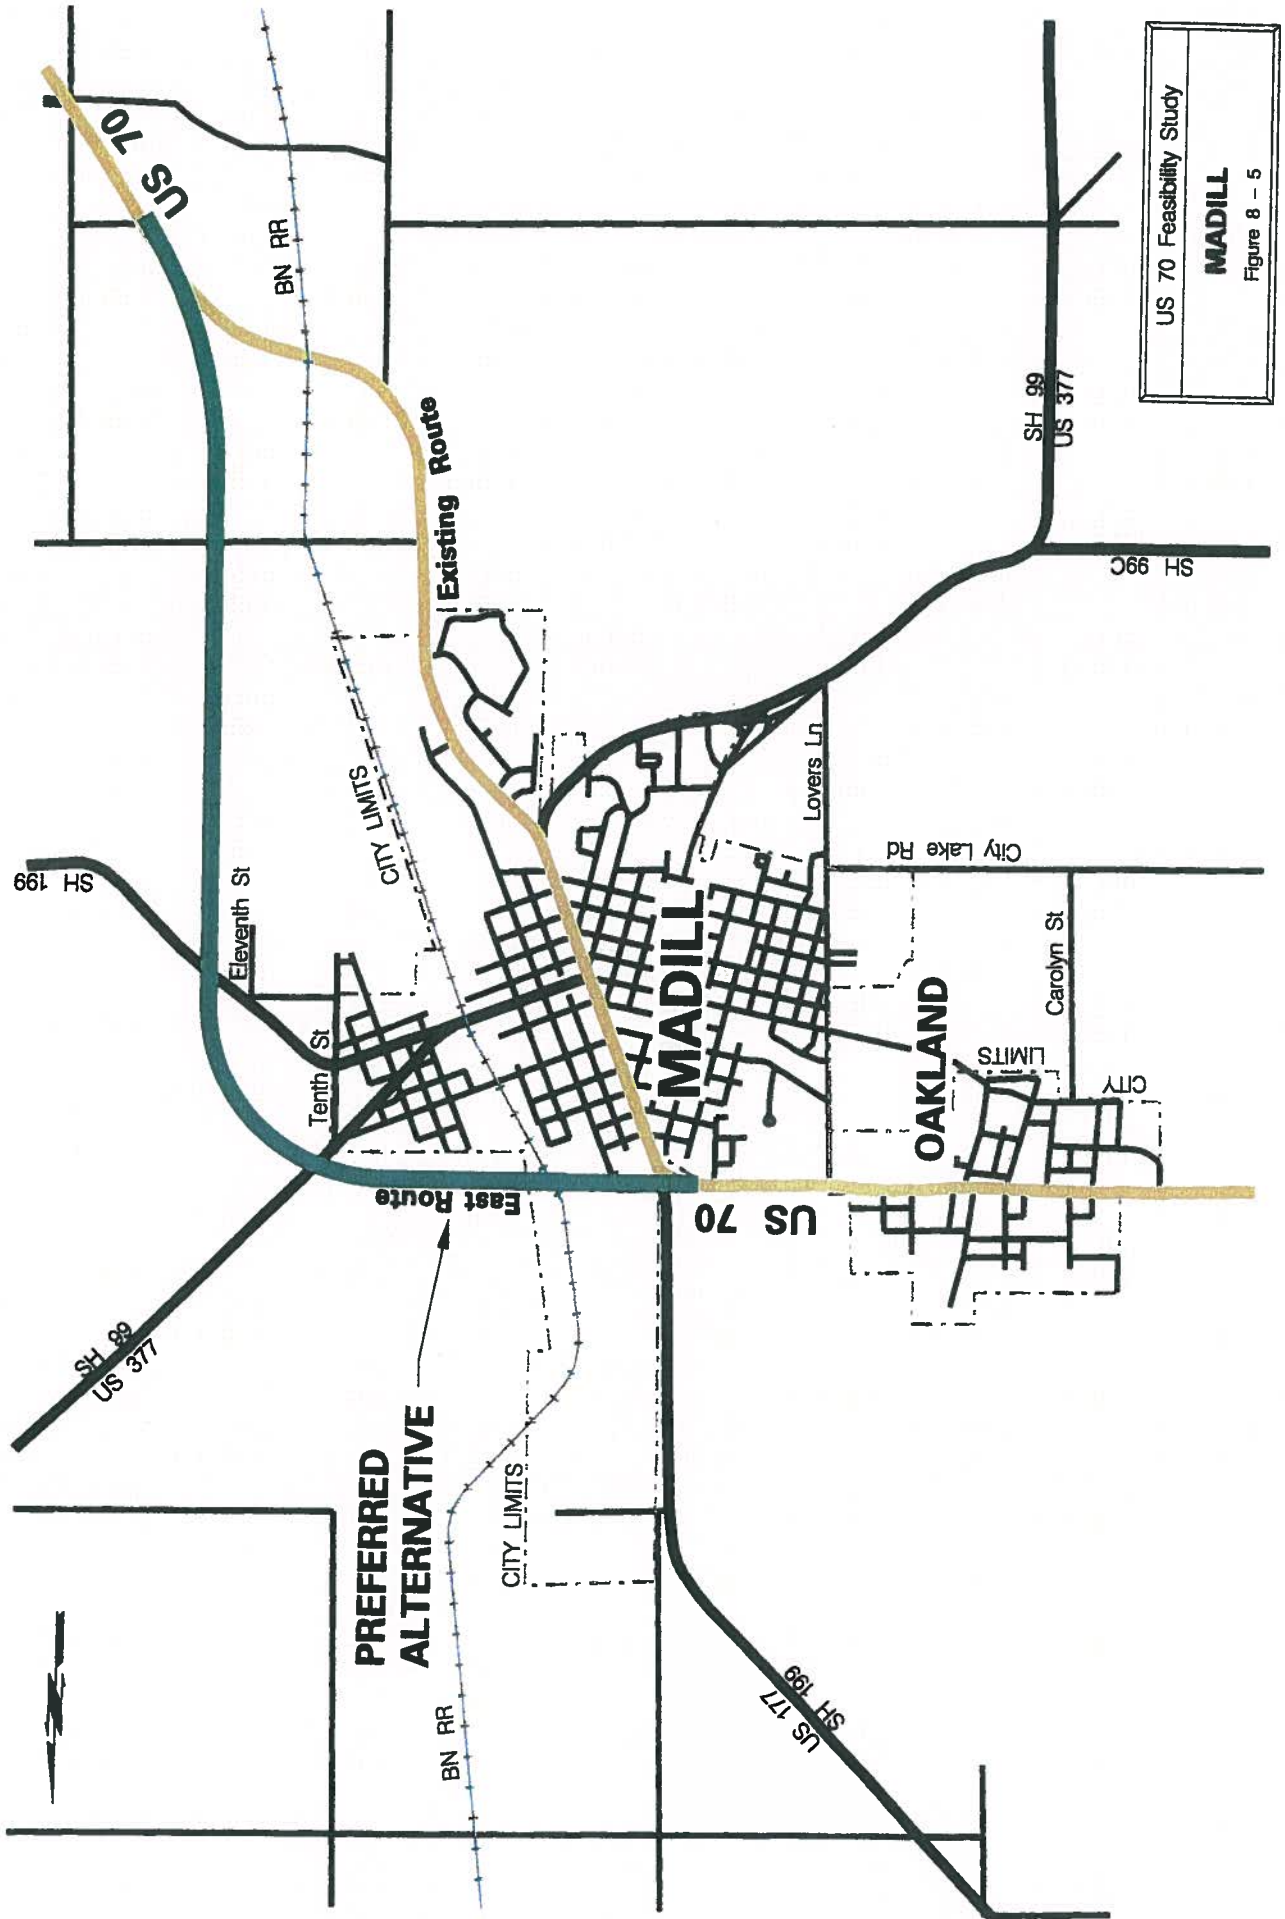 US 70
BN RR
Existing Route
SH 99
US 377
SH 99C
CITY LIMITS
SH 199
Eleventh St
Tenth St
Lovers Ln
City Lake Rd
MADILL
OAKLAND
Carolyn St
CITY
LIMITS
East Route
US 70
SH 99
US 377
PREFERRED
ALTERNATIVE
CITY LIMITS
BN RR
US 177
SH 199
US 70 Feasibility Study
MADILL
Figure 8 - 5